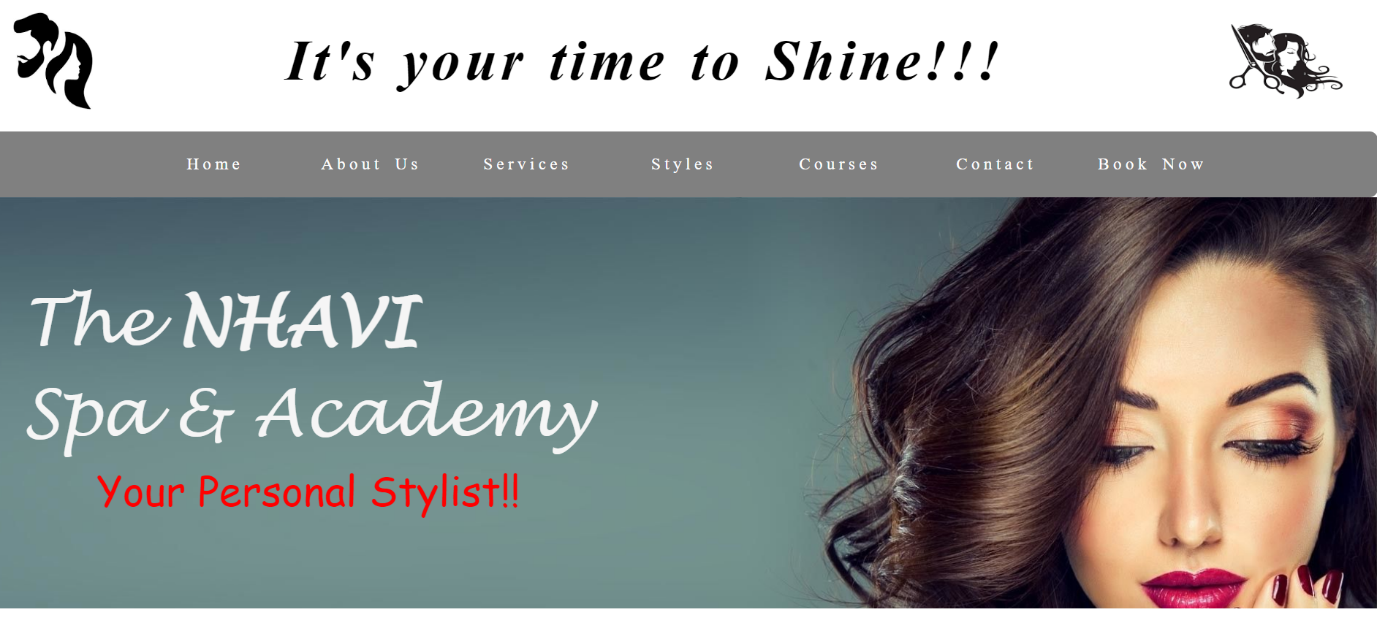 It's your time to Shine!!!
Home About Us Services Styles Courses Contact Book Now
The NHAVI
Spa & Academy
Your Personal Stylist!!